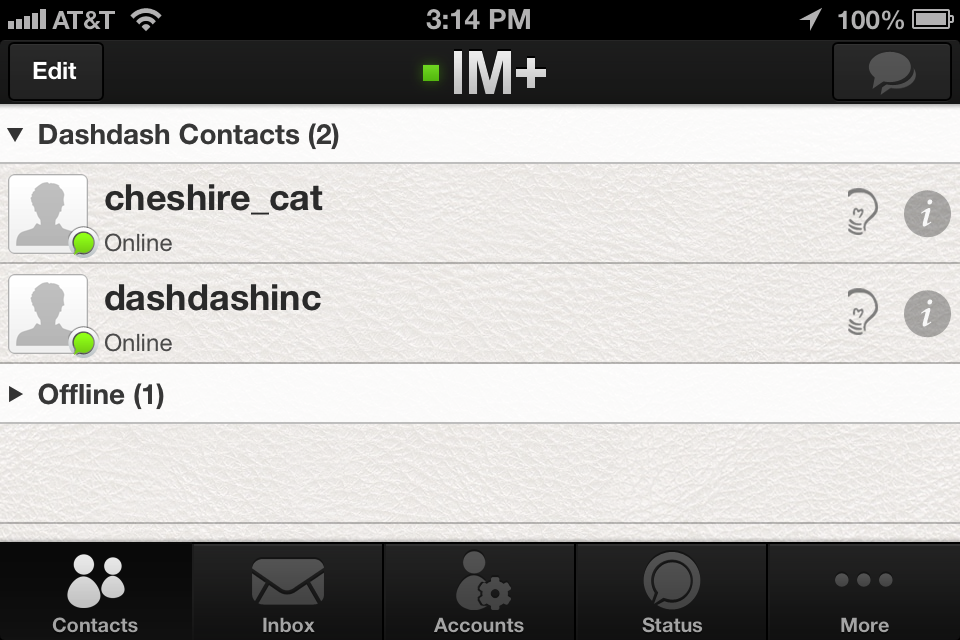 AT&T 3:14 PM 100%
Edit IM+
Dashdash Contacts (2)
cheshire_cat
Online
dashdashinc
Online
Offline (1)
Contacts Inbox Accounts Status More